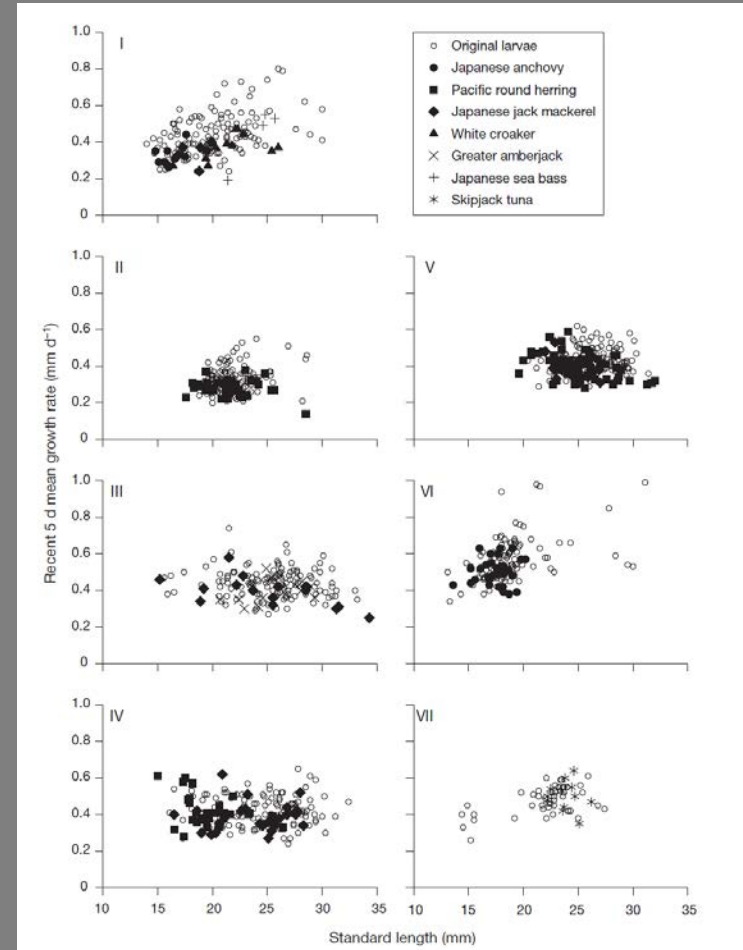 I
1.0
0.8
0.6
0.4
0.2
0
Original larvae
Japanese anchovy
Pacific round herring
Japanese jack mackerel
White croaker
Greater amberjack
Japanese sea bass
Skipjack tuna
II
1.0
0.8
0.6
0.4
0.2
0
V
III
1.0
0.8
0.6
0.4
0.2
0
VI
IV
1.0
0.8
0.6
0.4
0.2
0
10 15 20 25 30 35
VII
10 15 20 25 30 35
Recent 5 d mean growth rate (mm d⁻¹)
Standard length (mm)